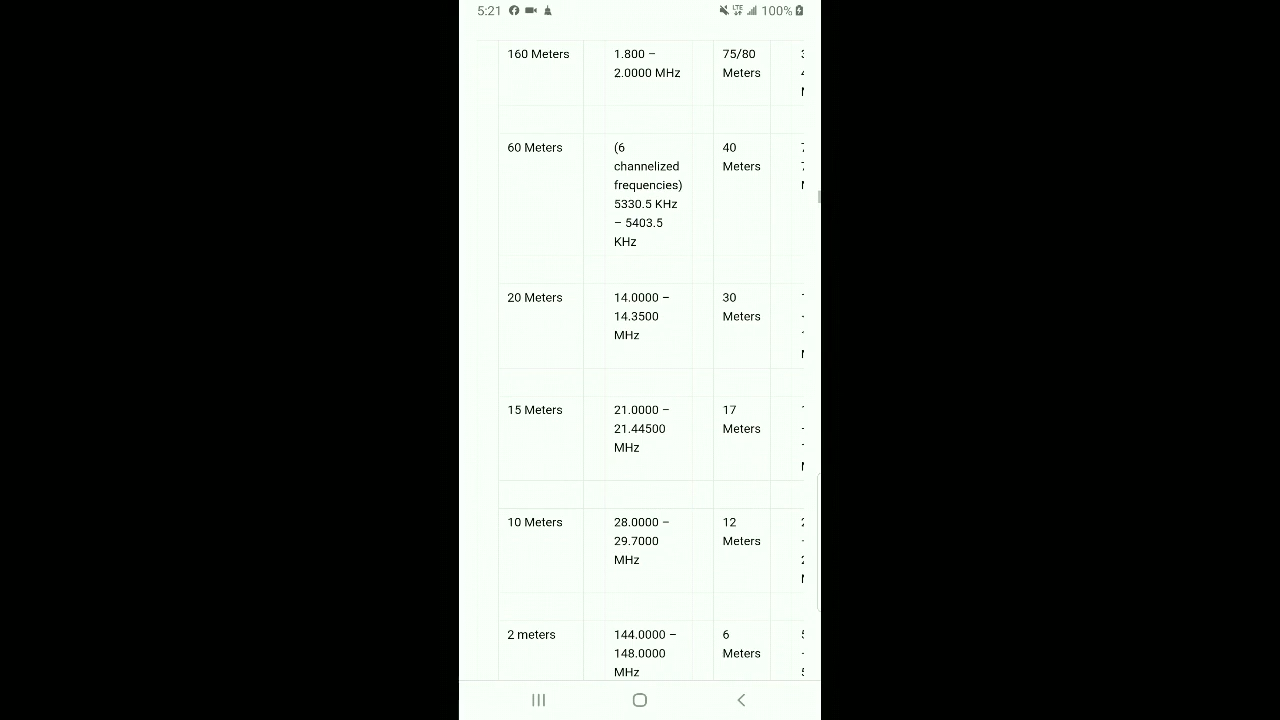 5:21
LTE
100%
160 Meters
1.800 –
2.0000 MHz
75/80
Meters
60 Meters
(6
channelized
frequencies)
5330.5 KHz
– 5403.5
KHz
40
Meters
20 Meters
14.0000 –
14.3500
MHz
30
Meters
15 Meters
21.0000 –
21.44500
MHz
17
Meters
10 Meters
28.0000 –
29.7000
MHz
12
Meters
2 meters
144.0000 –
148.0000
MHz
6
Meters